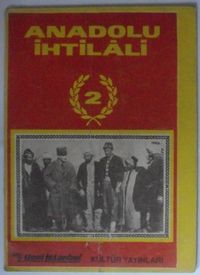 ANADOLU
İHTİLÂLİ
2
KÜLTÜR YAYINLARI